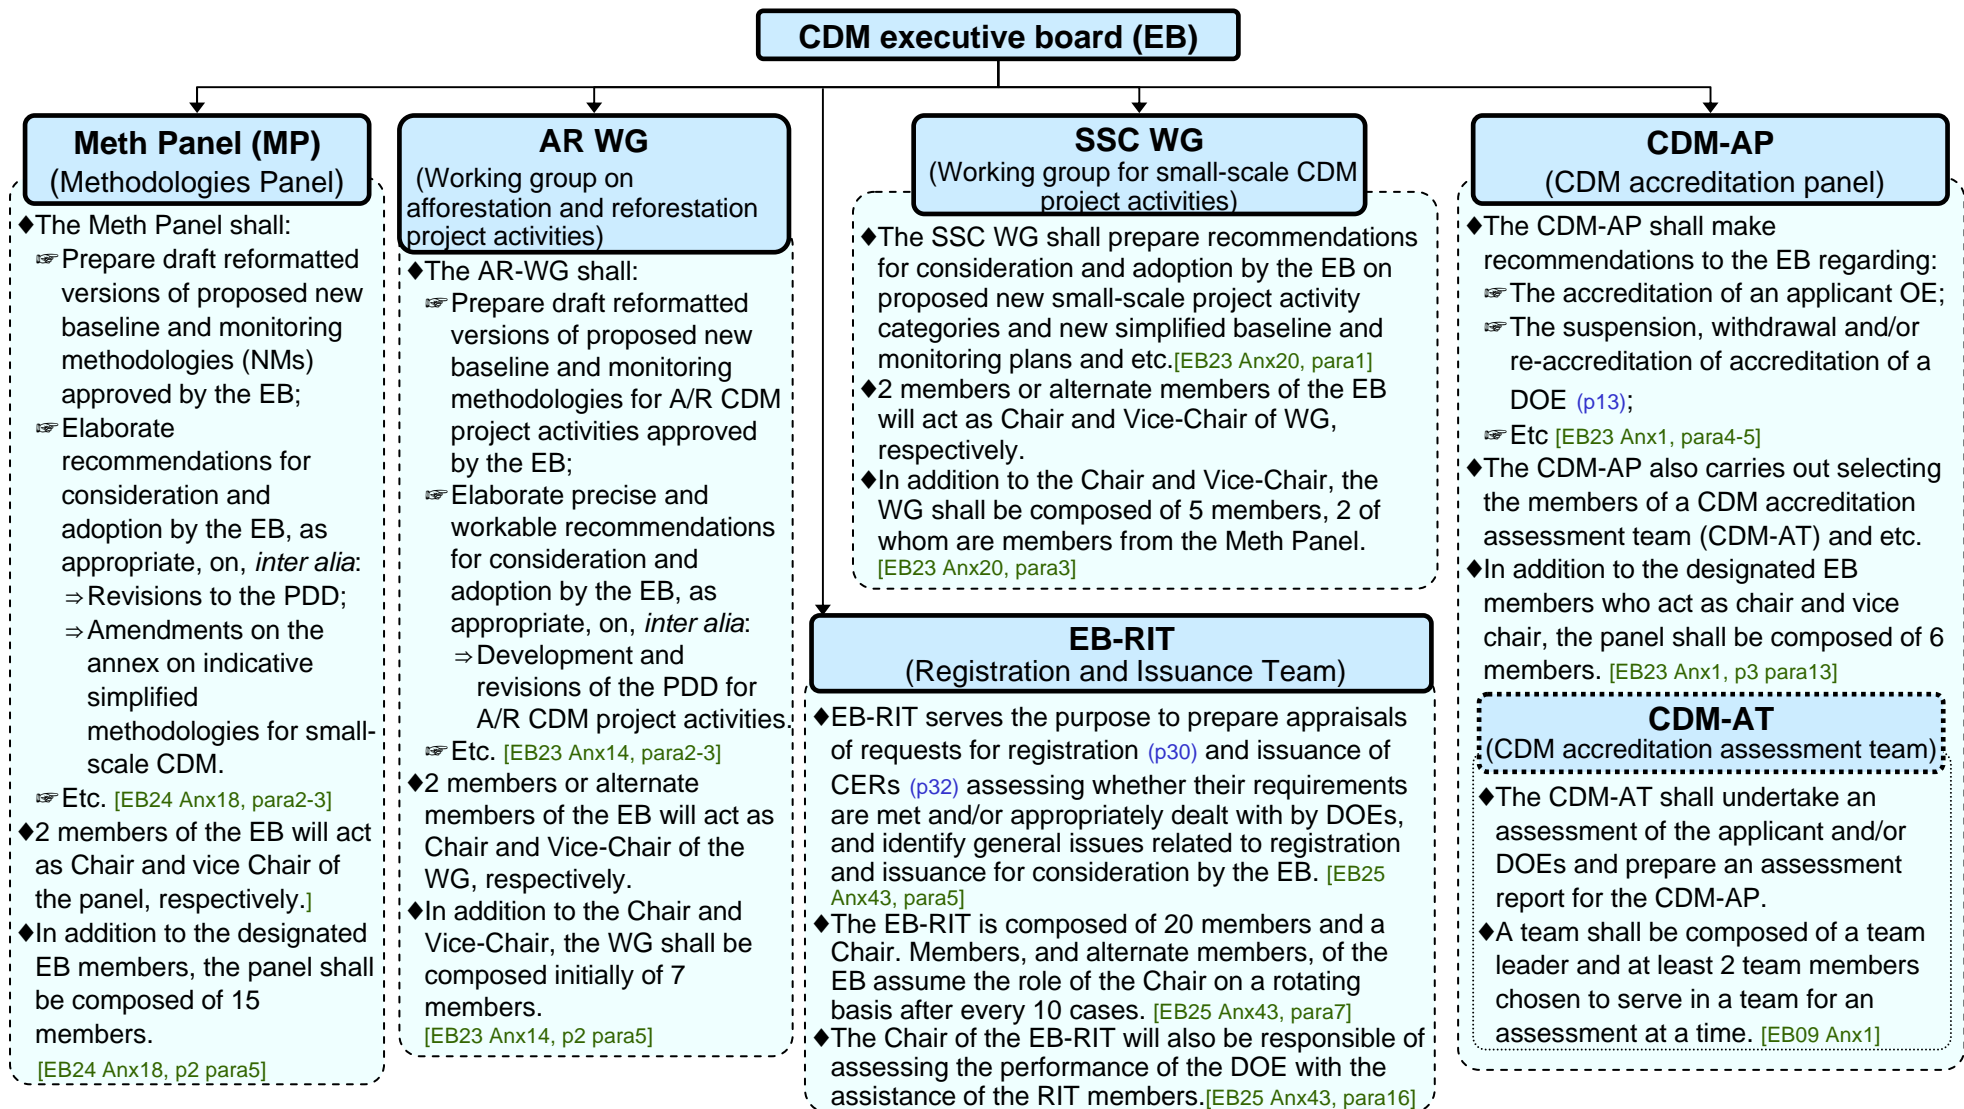 CDM executive board (EB)
Meth Panel (MP)
(Methodologies Panel)
♦The Meth Panel shall:
☞Prepare draft reformatted
versions of proposed new
baseline and monitoring
methodologies (NMs)
approved by the EB;
☞Elaborate
recommendations for
consideration and
adoption by the EB, as
appropriate, on, inter alia:
⇒Revisions to the PDD;
⇒Amendments on the
annex on indicative
simplified
methodologies for small-
scale CDM.
☞Etc. [EB24 Anx18, para2-3]
♦2 members of the EB will act
as Chair and vice Chair of
the panel, respectively.]
♦In addition to the designated
EB members, the panel shall
be composed of 15
members.
[EB24 Anx18, p2 para5]
AR WG
(Working group on
afforestation and reforestation
project activities)
♦The AR-WG shall:
☞Prepare draft reformatted
versions of proposed new
baseline and monitoring
methodologies for A/R CDM
project activities approved
by the EB;
☞Elaborate precise and
workable recommendations
for consideration and
adoption by the EB, as
appropriate, on, inter alia:
⇒Development and
revisions of the PDD for
A/R CDM project activities.
☞Etc. [EB23 Anx14, para2-3]
♦2 members or alternate
members of the EB will act as
Chair and Vice-Chair of the
WG, respectively.
♦In addition to the Chair and
Vice-Chair, the WG shall be
composed initially of 7
members.
[EB23 Anx14, p2 para5]
SSC WG
(Working group for small-scale CDM
project activities)
♦The SSC WG shall prepare recommendations
for consideration and adoption by the EB on
proposed new small-scale project activity
categories and new simplified baseline and
monitoring plans and etc.[EB23 Anx20, para1]
♦2 members or alternate members of the EB
will act as Chair and Vice-Chair of WG,
respectively.
♦In addition to the Chair and Vice-Chair, the
WG shall be composed of 5 members, 2 of
whom are members from the Meth Panel.
[EB23 Anx20, para3]
EB-RIT
(Registration and Issuance Team)
♦EB-RIT serves the purpose to prepare appraisals
of requests for registration (p30) and issuance of
CERs (p32) assessing whether their requirements
are met and/or appropriately dealt with by DOEs,
and identify general issues related to registration
and issuance for consideration by the EB. [EB25
Anx43, para5]
♦The EB-RIT is composed of 20 members and a
Chair. Members, and alternate members, of the
EB assume the role of the Chair on a rotating
basis after every 10 cases. [EB25 Anx43, para7]
♦The Chair of the EB-RIT will also be responsible of
assessing the performance of the DOE with the
assistance of the RIT members.[EB25 Anx43, para16]
CDM-AP
(CDM accreditation panel)
♦The CDM-AP shall make
recommendations to the EB regarding:
☞The accreditation of an applicant OE;
☞The suspension, withdrawal and/or
re-accreditation of accreditation of a
DOE (p13);
☞Etc [EB23 Anx1, para4-5]
♦The CDM-AP also carries out selecting
the members of a CDM accreditation
assessment team (CDM-AT) and etc.
♦In addition to the designated EB
members who act as chair and vice
chair, the panel shall be composed of 6
members. [EB23 Anx1, p3 para13]
CDM-AT
(CDM accreditation assessment team)
♦The CDM-AT shall undertake an
assessment of the applicant and/or
DOEs and prepare an assessment
report for the CDM-AP.
♦A team shall be composed of a team
leader and at least 2 team members
chosen to serve in a team for an
assessment at a time. [EB09 Anx1]